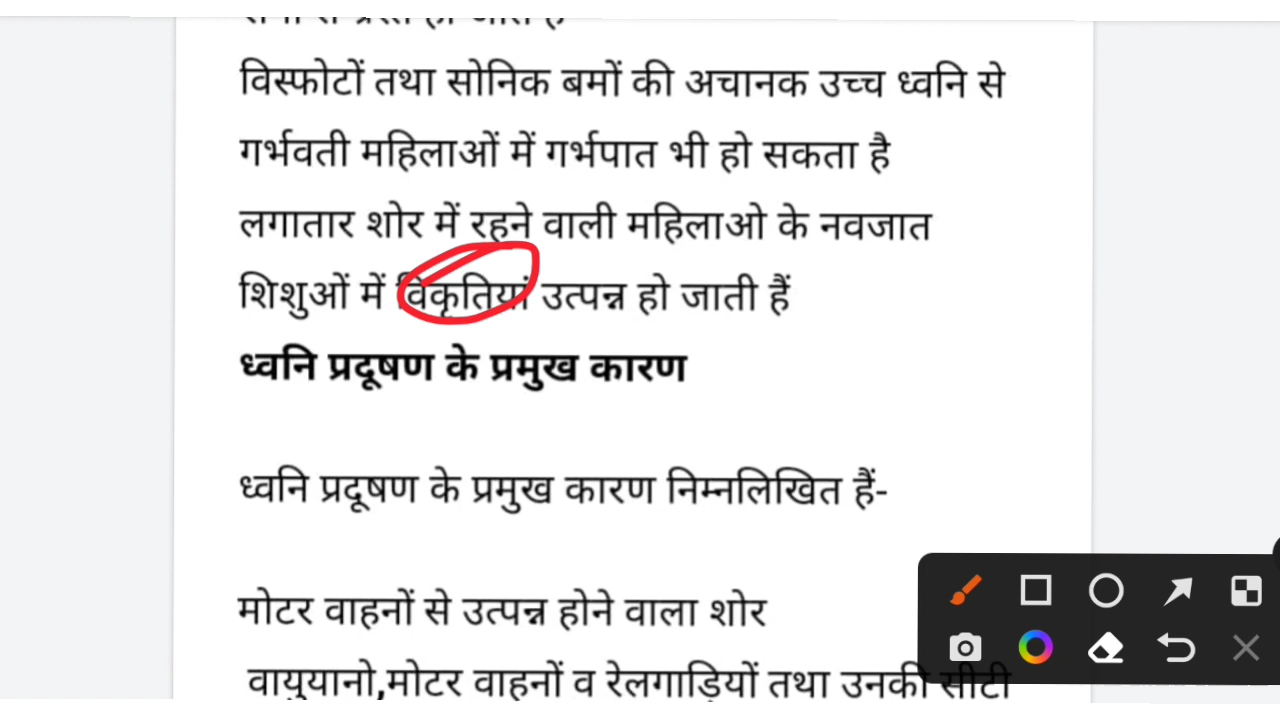 विस्फोटों तथा सोनिक बमों की अचानक उच्च ध्वनि से
गर्भवती महिलाओं में गर्भपात भी हो सकता है
लगातार शोर में रहने वाली महिलाओ के नवजात
शिशुओं में विकृतियां उत्पन्न हो जाती हैं
ध्वनि प्रदूषण के प्रमुख कारण
ध्वनि प्रदूषण के प्रमुख कारण निम्नलिखित हैं-
मोटर वाहनों से उत्पन्न होने वाला शोर
वायुयानो,मोटर वाहनों व रेलगाड़ियों तथा उनकी सीटी